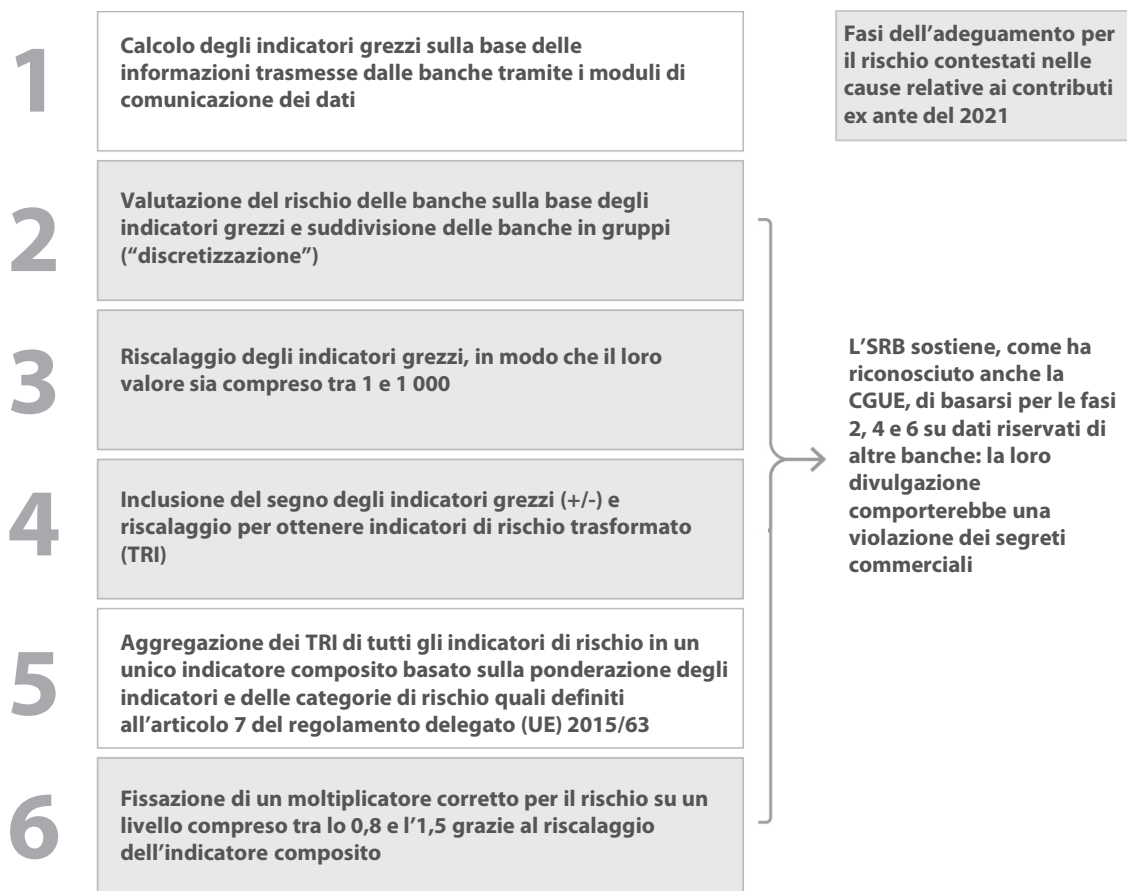 1
Calcolo degli indicatori grezzi sulla base delle
informazioni trasmesse dalle banche tramite i moduli di
comunicazione dei dati
Fasi dell’adeguamento per
il rischio contestati nelle
cause relative ai contributi
ex ante del 2021
2
Valutazione del rischio delle banche sulla base degli
indicatori grezzi e suddivisione delle banche in gruppi
(“discretizzazione”)
3
Riscalaggio degli indicatori grezzi, in modo che il loro
valore sia compreso tra 1 e 1 000
4
Inclusione del segno degli indicatori grezzi (+/-) e
riscalaggio per ottenere indicatori di rischio trasformato
(TRI)
5
Aggregazione dei TRI di tutti gli indicatori di rischio in un
unico indicatore composito basato sulla ponderazione degli
indicatori e delle categorie di rischio quali definiti
all’articolo 7 del regolamento delegato (UE) 2015/63
6
Fissazione di un moltiplicatore corretto per il rischio su un
livello compreso tra lo 0,8 e l’1,5 grazie al riscalaggio
dell’indicatore composito
L’SRB sostiene, come ha
riconosciuto anche la
CGUE, di basarsi per le fasi
2, 4 e 6 su dati riservati di
altre banche: la loro
divulgazione
comporterebbe una
violazione dei segreti
commerciali